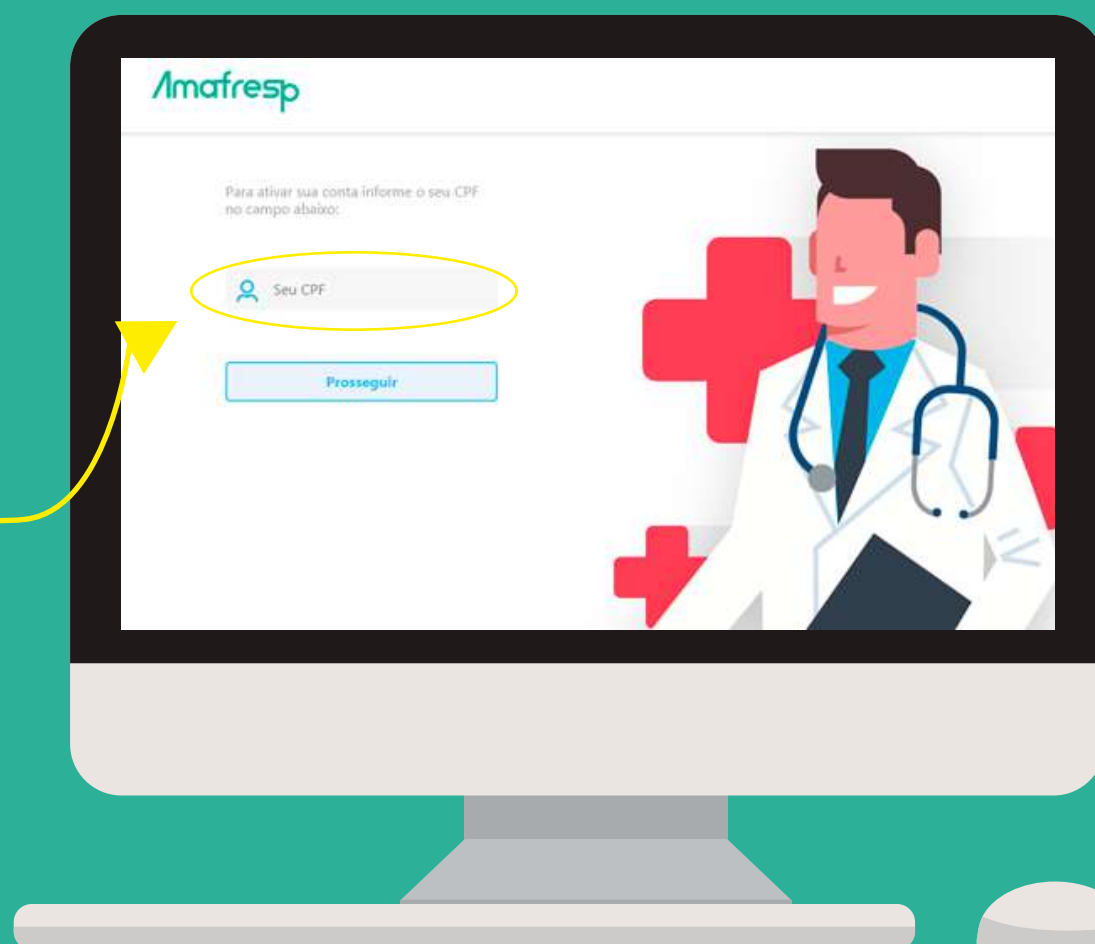 Amafresp
Para ativar sua conta informe o seu CPF
no campo abaixo:
Seu CPF
Prosseguir